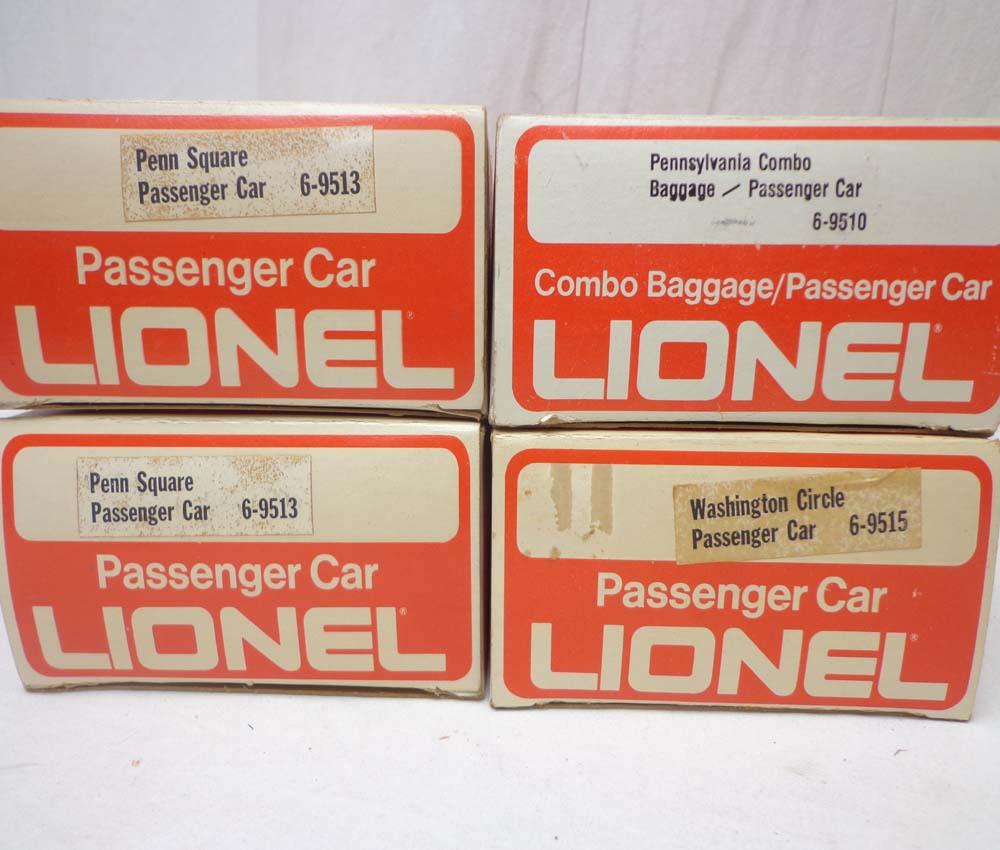 Penn Square
Passenger Car 6-9513
Passenger Car
LIONEL®
Pennsylvania Combo
Baggage / Passenger Car
6-9510
Combo Baggage/Passenger Car
LIONEL®
Penn Square
Passenger Car 6-9513
Passenger Car
LIONEL®
Washington Circle
Passenger Car 6-9515
Passenger Car
LIONEL®